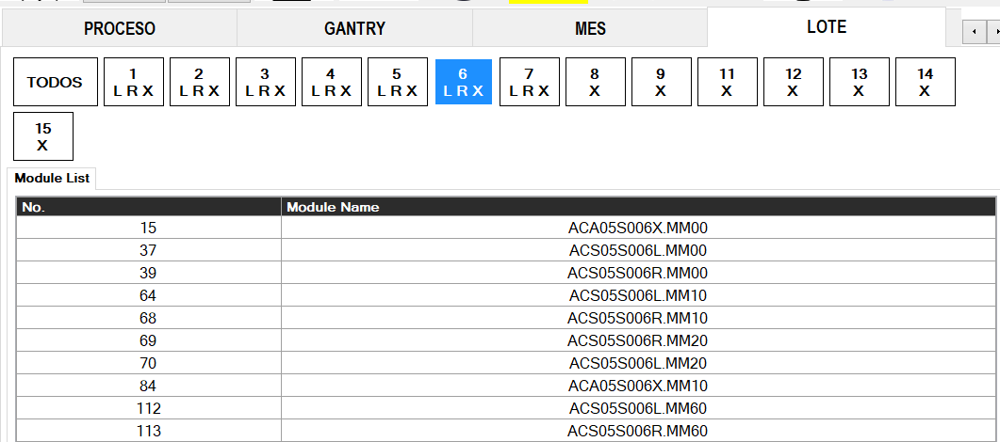 PROCESO GANTRY MES LOTE
TODOS 1 2 3 4 5 6 7 8 9 11 12 13 14
L R X L R X L R X L R X L R X L R X L R X X X X X X X
15
X
Module List
No. Module Name
15 ACA05S006X.MM00
37 ACS05S006L.MM00
39 ACS05S006R.MM00
64 ACS05S006L.MM10
68 ACS05S006R.MM10
69 ACS05S006R.MM20
70 ACS05S006L.MM20
84 ACA05S006X.MM10
112 ACS05S006L.MM60
113 ACS05S006R.MM60